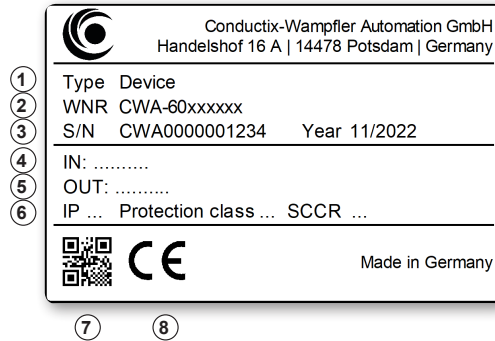 Conductix-Wampfler Automation GmbH
Handelshof 16 A | 14478 Potsdam | Germany
1 Type Device
2 WNR CWA-60xxxxxx
3 S/N CWA0000001234 Year 11/2022
4 IN: ..........
5 OUT: ..........
6 IP ... Protection class ... SCCR ...
CE Made in Germany
7 8